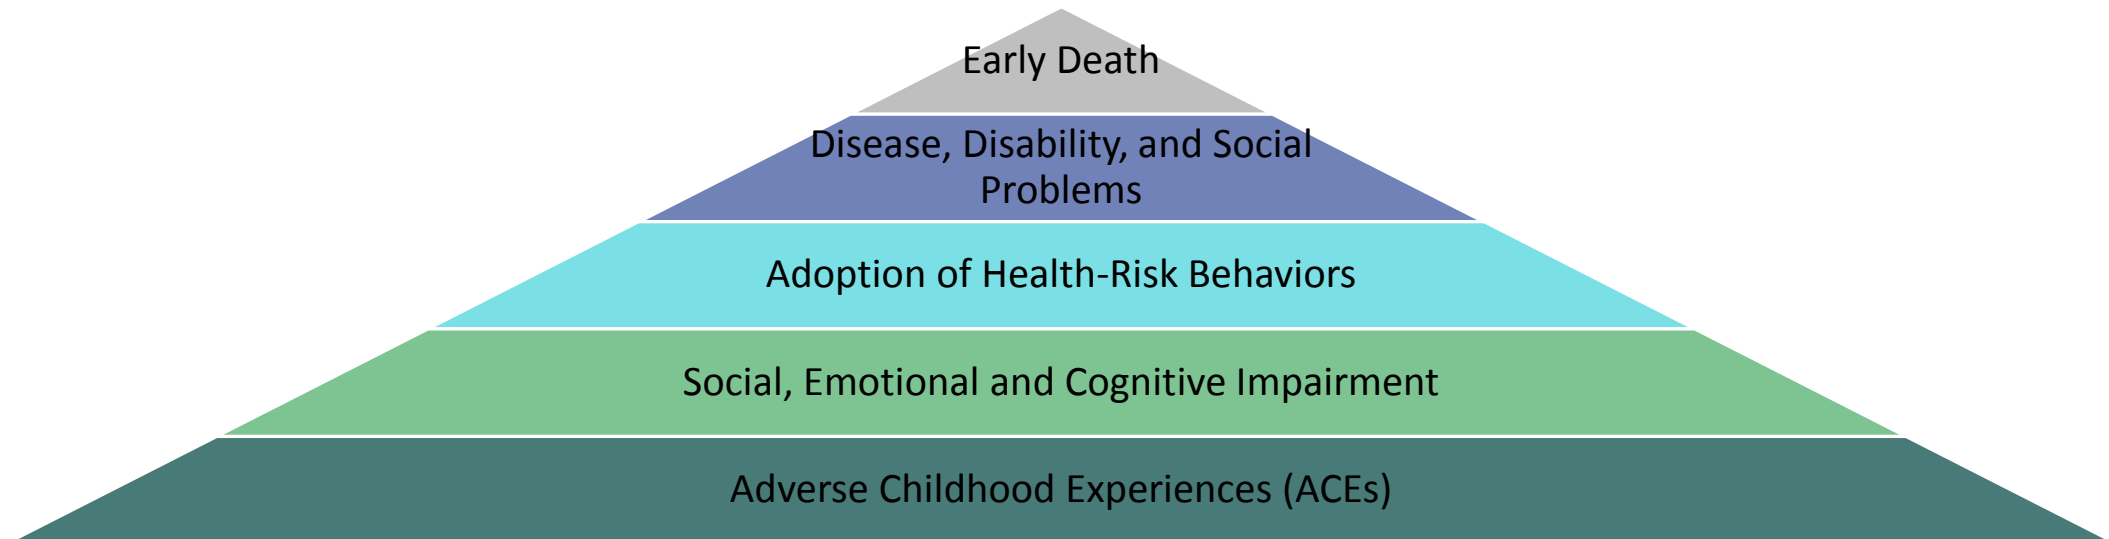 Early Death
Disease, Disability, and Social
Problems
Adoption of Health-Risk Behaviors
Social, Emotional and Cognitive Impairment
Adverse Childhood Experiences (ACEs)